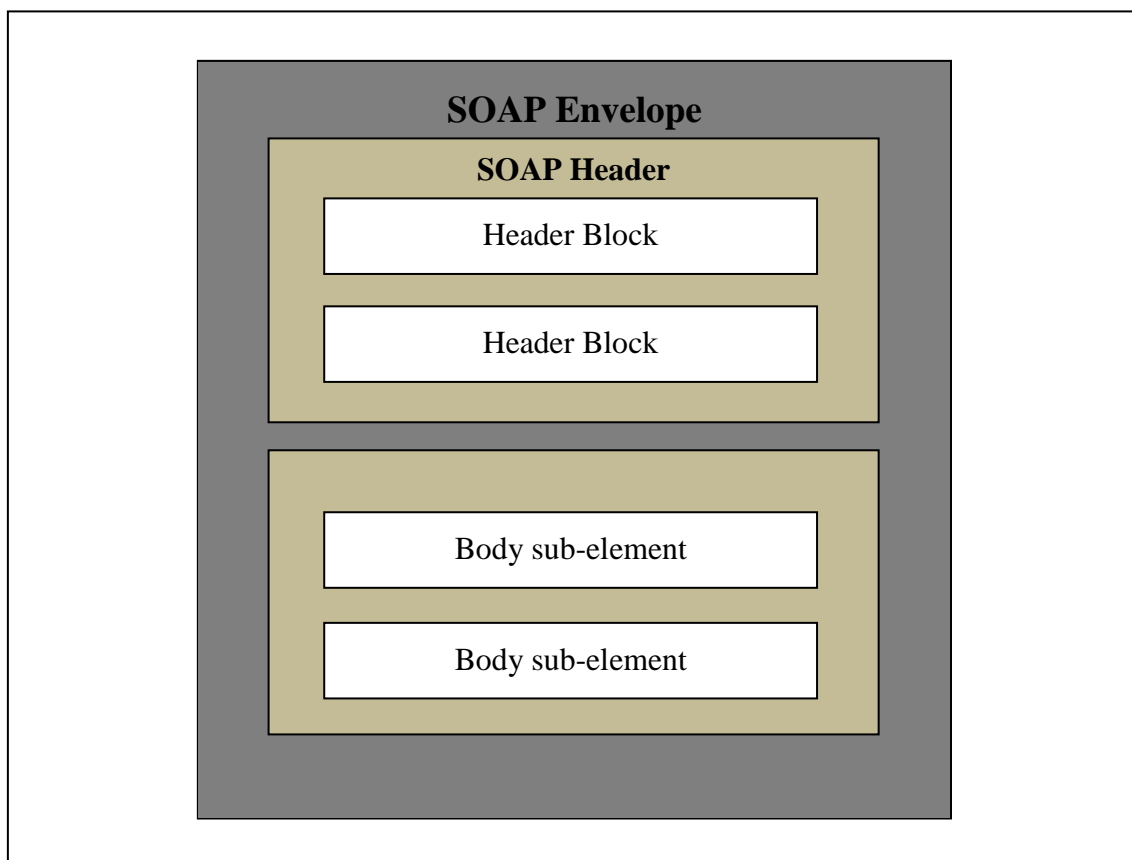 SOAP Envelope
SOAP Header
Header Block
Header Block
Body sub-element
Body sub-element